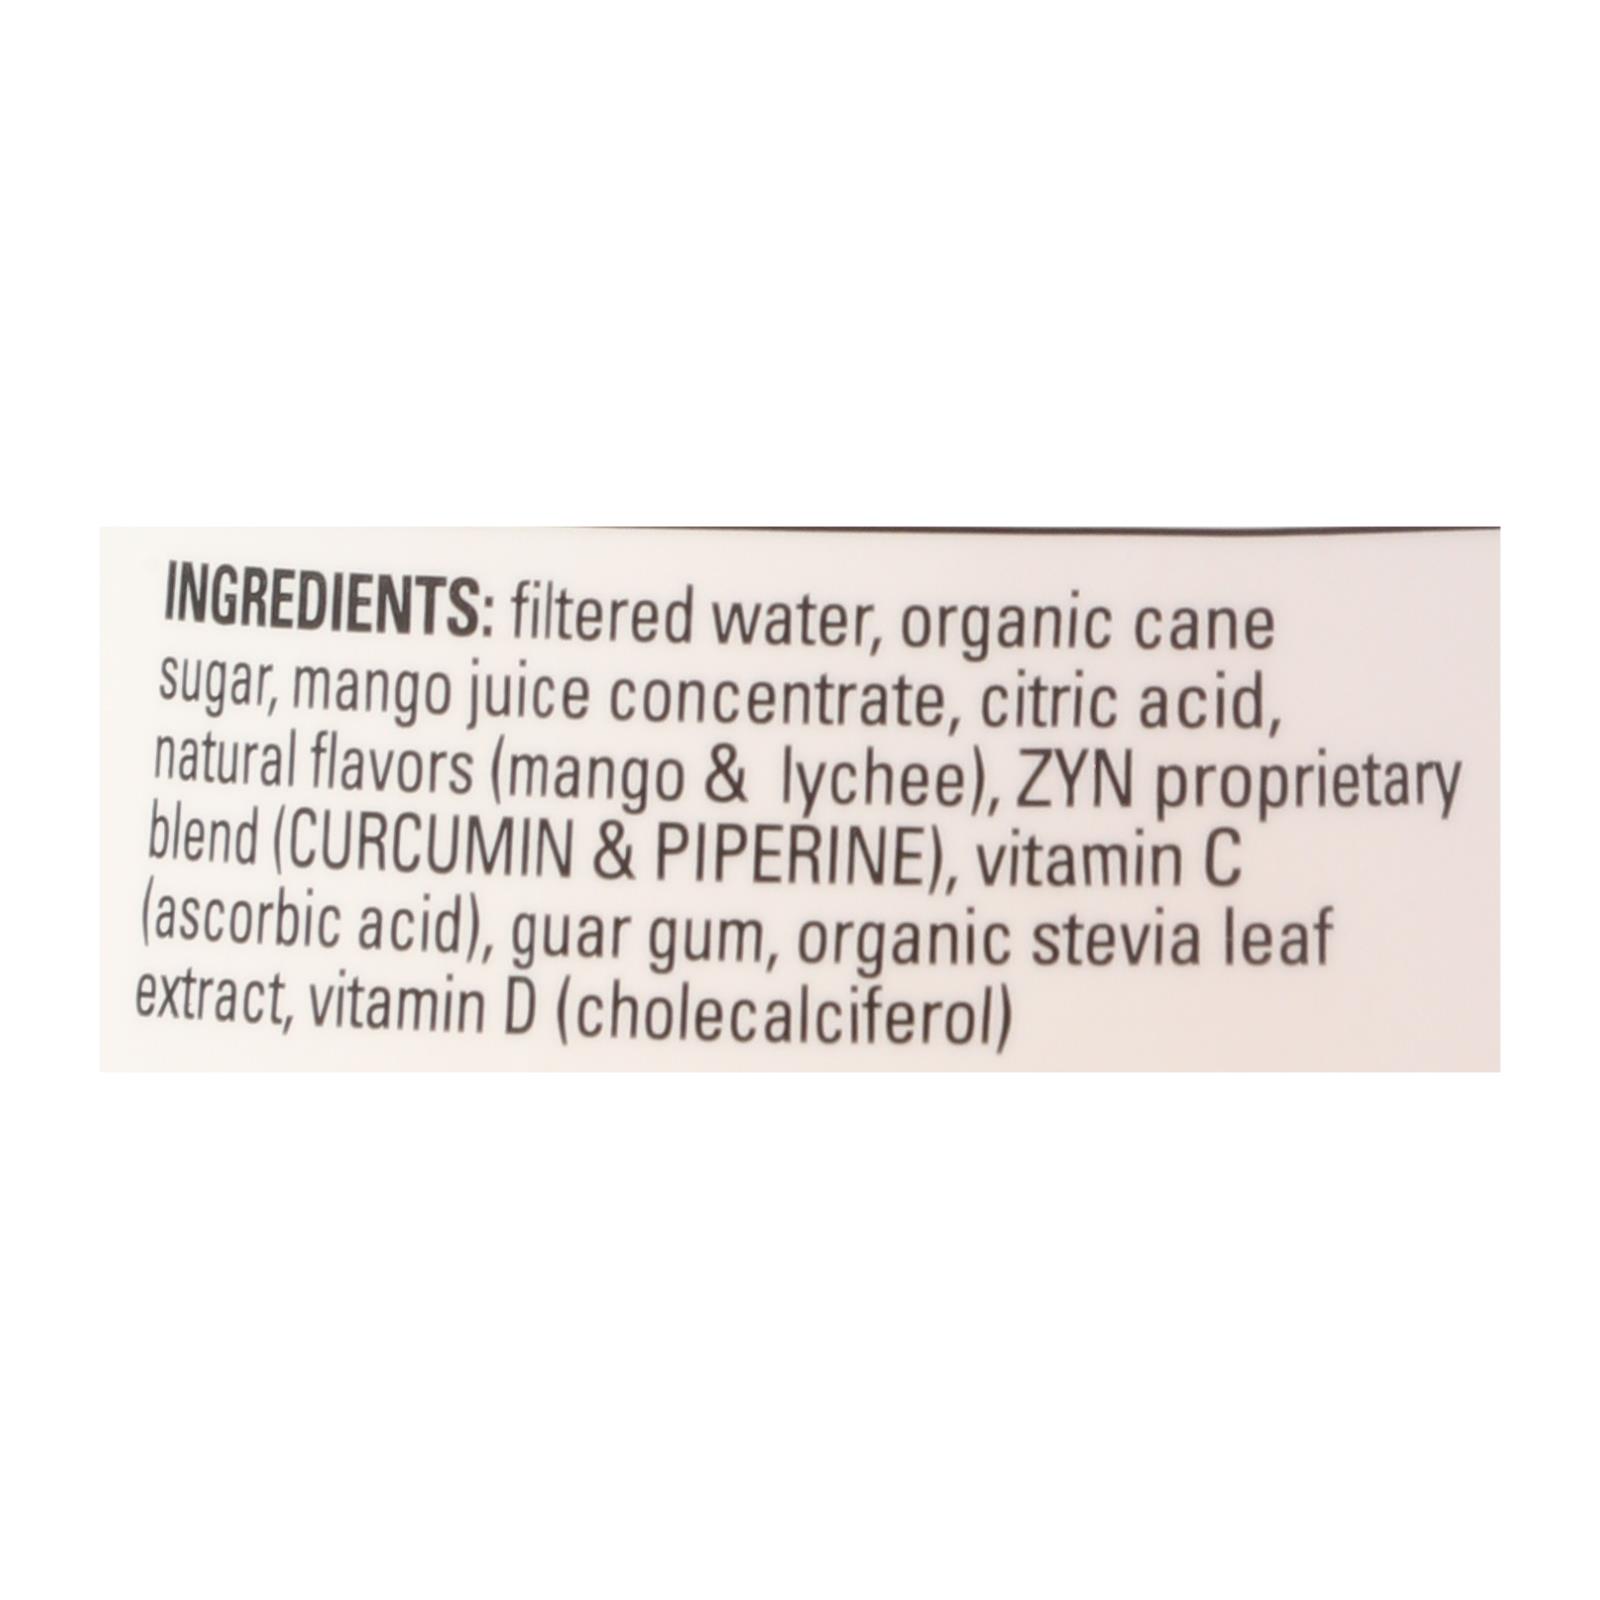 INGREDIENTS: filtered water, organic cane
sugar, mango juice concentrate, citric acid,
natural flavors (mango & lychee), ZYN proprietary
blend (CURCUMIN & PIPERINE), vitamin C
(ascorbic acid), guar gum, organic stevia leaf
extract, vitamin D (cholecalciferol)